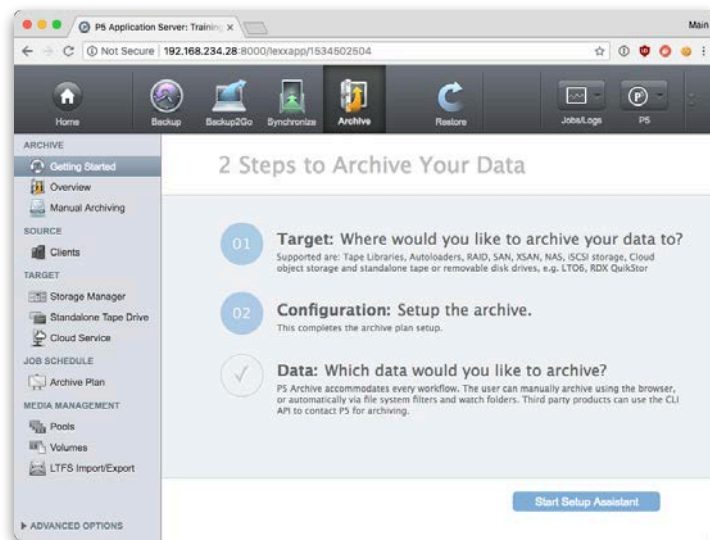 P5 Application Server: Training
Main
Not Secure 192.168.234.28:8000/lexxapp/1534502504
Home
Backup
Backup2Go
Synchronize
Archive
Restore
Jobs/Logs
P5
ARCHIVE
Getting Started
Overview
Manual Archiving
SOURCE
Clients
TARGET
Storage Manager
Standalone Tape Drive
Cloud Service
JOB SCHEDULE
Archive Plan
MEDIA MANAGEMENT
Pools
Volumes
LTFS Import/Export
ADVANCED OPTIONS
2 Steps to Archive Your Data
01
Target: Where would you like to archive your data to?
Supported are: Tape Libraries, Autoloaders, RAID, SAN, XSAN, NAS, iSCSI storage, Cloud
object storage and standalone tape or removable disk drives, e.g. LTO6, RDX QuikStor
02
Configuration: Setup the archive.
This completes the archive plan setup.
Data: Which data would you like to archive?
P5 Archive accommodates every workflow. The user can manually archive using the browser,
or automatically via file system filters and watch folders. Third party products can use the CLI
API to contact P5 for archiving.
Start Setup Assistant